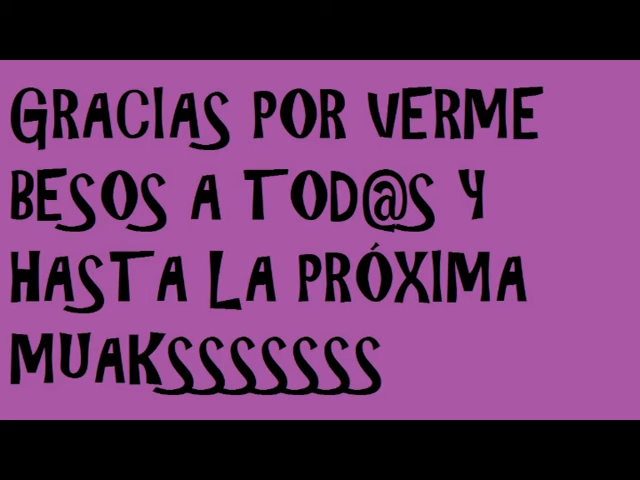 GRACIAS POR VERME
BESOS A TOD@S Y
HASTA LA PRÓXIMA
MUAKSSSSSSS